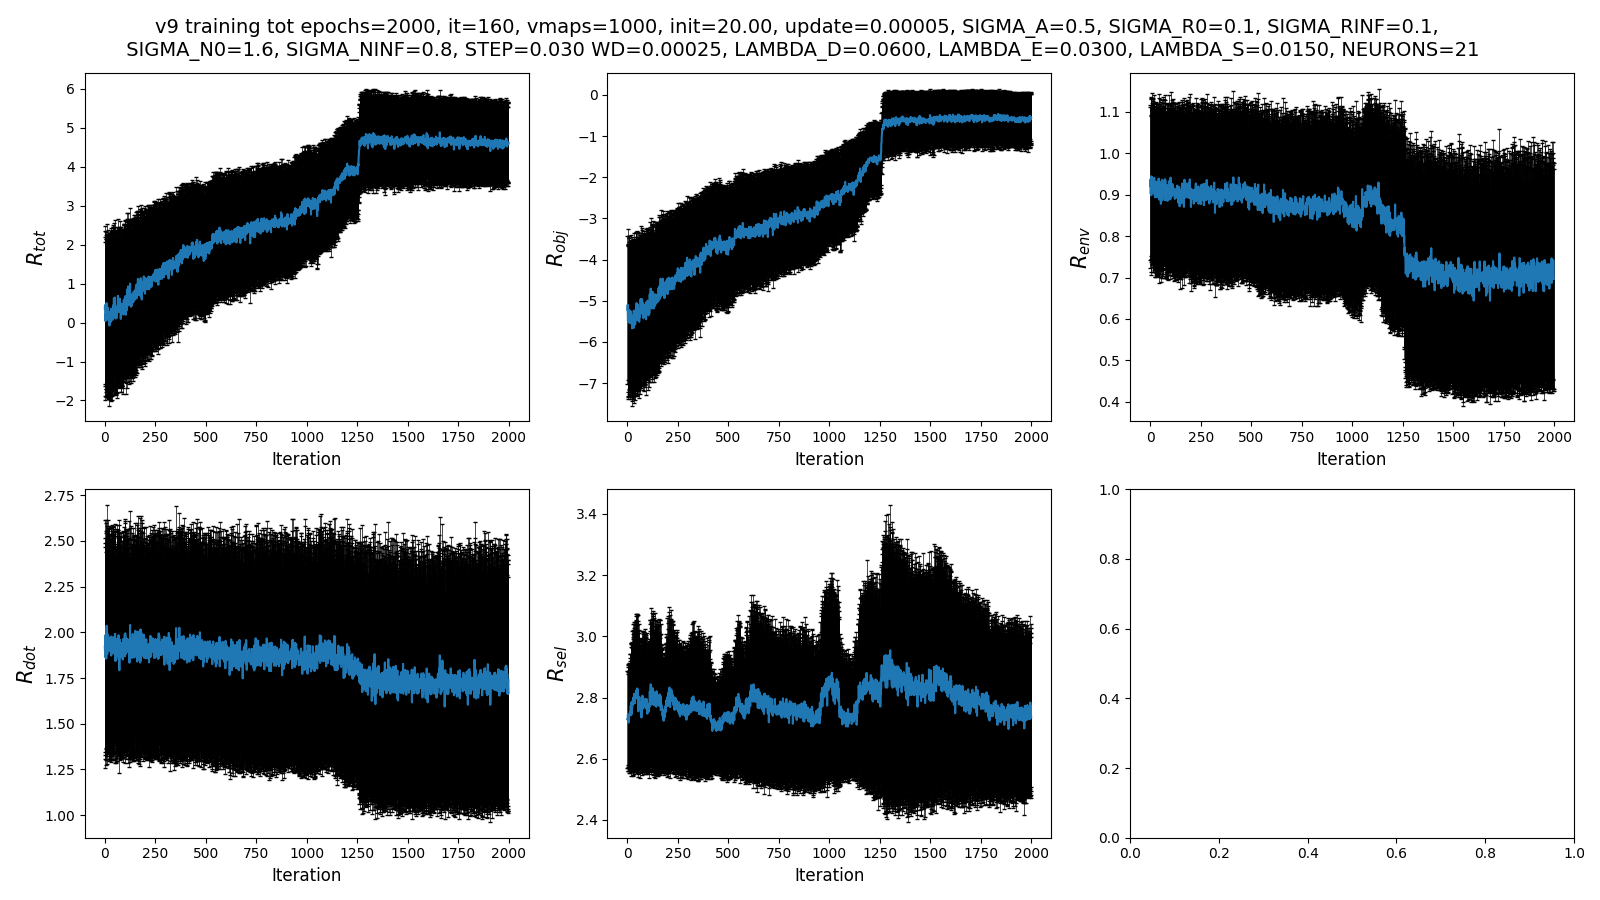 v9 training tot epochs=2000, it=160, vmaps=1000, init=20.00, update=0.00005, SIGMA_A=0.5, SIGMA_R0=0.1, SIGMA_RINF=0.1,
SIGMA_N0=1.6, SIGMA_NINF=0.8, STEP=0.030 WD=0.00025, LAMBDA_D=0.0600, LAMBDA_E=0.0300, LAMBDA_S=0.0150, NEURONS=21
R_tot
6
5
4
3
2
1
0
−1
−2
0 250 500 750 1000 1250 1500 1750 2000
Iteration
R_obj
0
−1
−2
−3
−4
−5
−6
−7
0 250 500 750 1000 1250 1500 1750 2000
Iteration
R_env
1.1
1.0
0.9
0.8
0.7
0.6
0.5
0.4
0 250 500 750 1000 1250 1500 1750 2000
Iteration
R_dot
2.75
2.50
2.25
2.00
1.75
1.50
1.25
1.00
0 250 500 750 1000 1250 1500 1750 2000
Iteration
R_sel
3.4
3.2
3.0
2.8
2.6
2.4
0 250 500 750 1000 1250 1500 1750 2000
Iteration
1.0
0.8
0.6
0.4
0.2
0.0
0.0 0.2 0.4 0.6 0.8 1.0